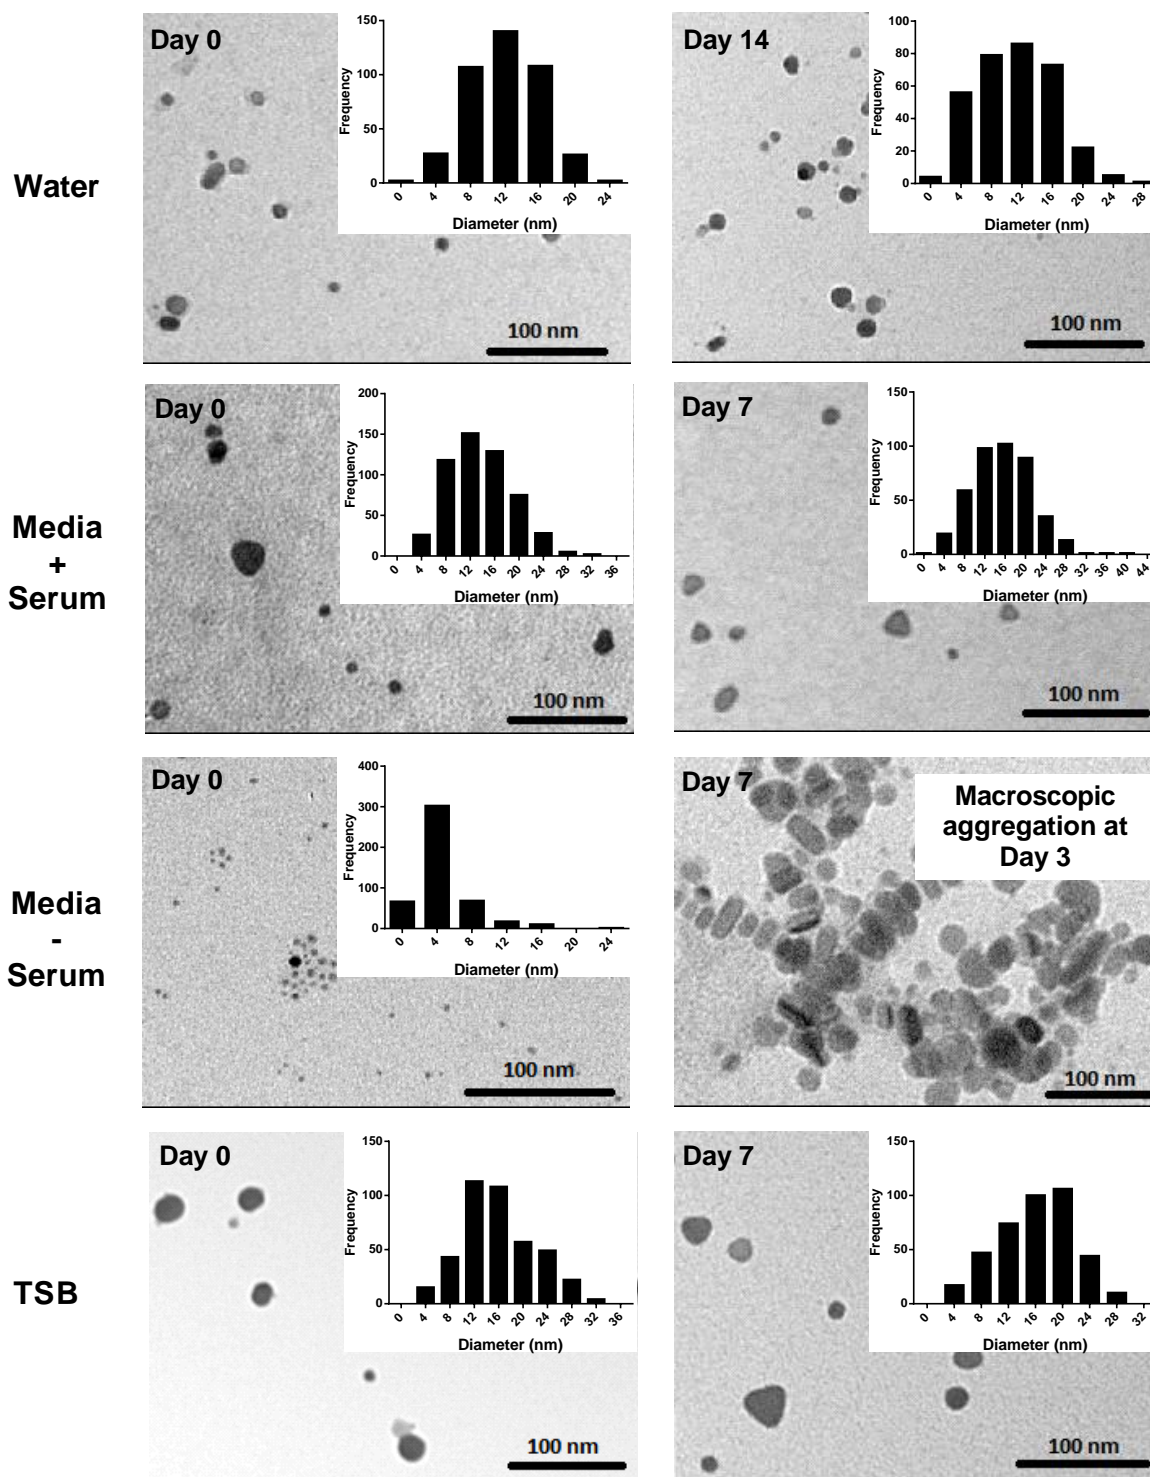 Water
Day 0
150
100
50
0
Frequency
0 4 8 12 16 20 24
Diameter (nm)
100 nm
Day 14
100
80
60
40
20
0
Frequency
0 4 8 12 16 20 24 28
Diameter (nm)
100 nm
Media
+
Serum
Day 0
200
150
100
50
0
Frequency
0 4 8 12 16 20 24 28 32 36
Diameter (nm)
100 nm
Day 7
150
100
50
0
Frequency
0 4 8 12 16 20 24 28 32 36 40 44
Diameter (nm)
100 nm
Media
-
Serum
Day 0
400
300
200
100
0
Frequency
0 4 8 12 16 20 24
Diameter (nm)
100 nm
Day 7
Macroscopic
aggregation at
Day 3
100 nm
TSB
Day 0
150
100
50
0
Frequency
0 4 8 12 16 20 24 28 32 36
Diameter (nm)
100 nm
Day 7
150
100
50
0
Frequency
0 4 8 12 16 20 24 28 32
Diameter (nm)
100 nm